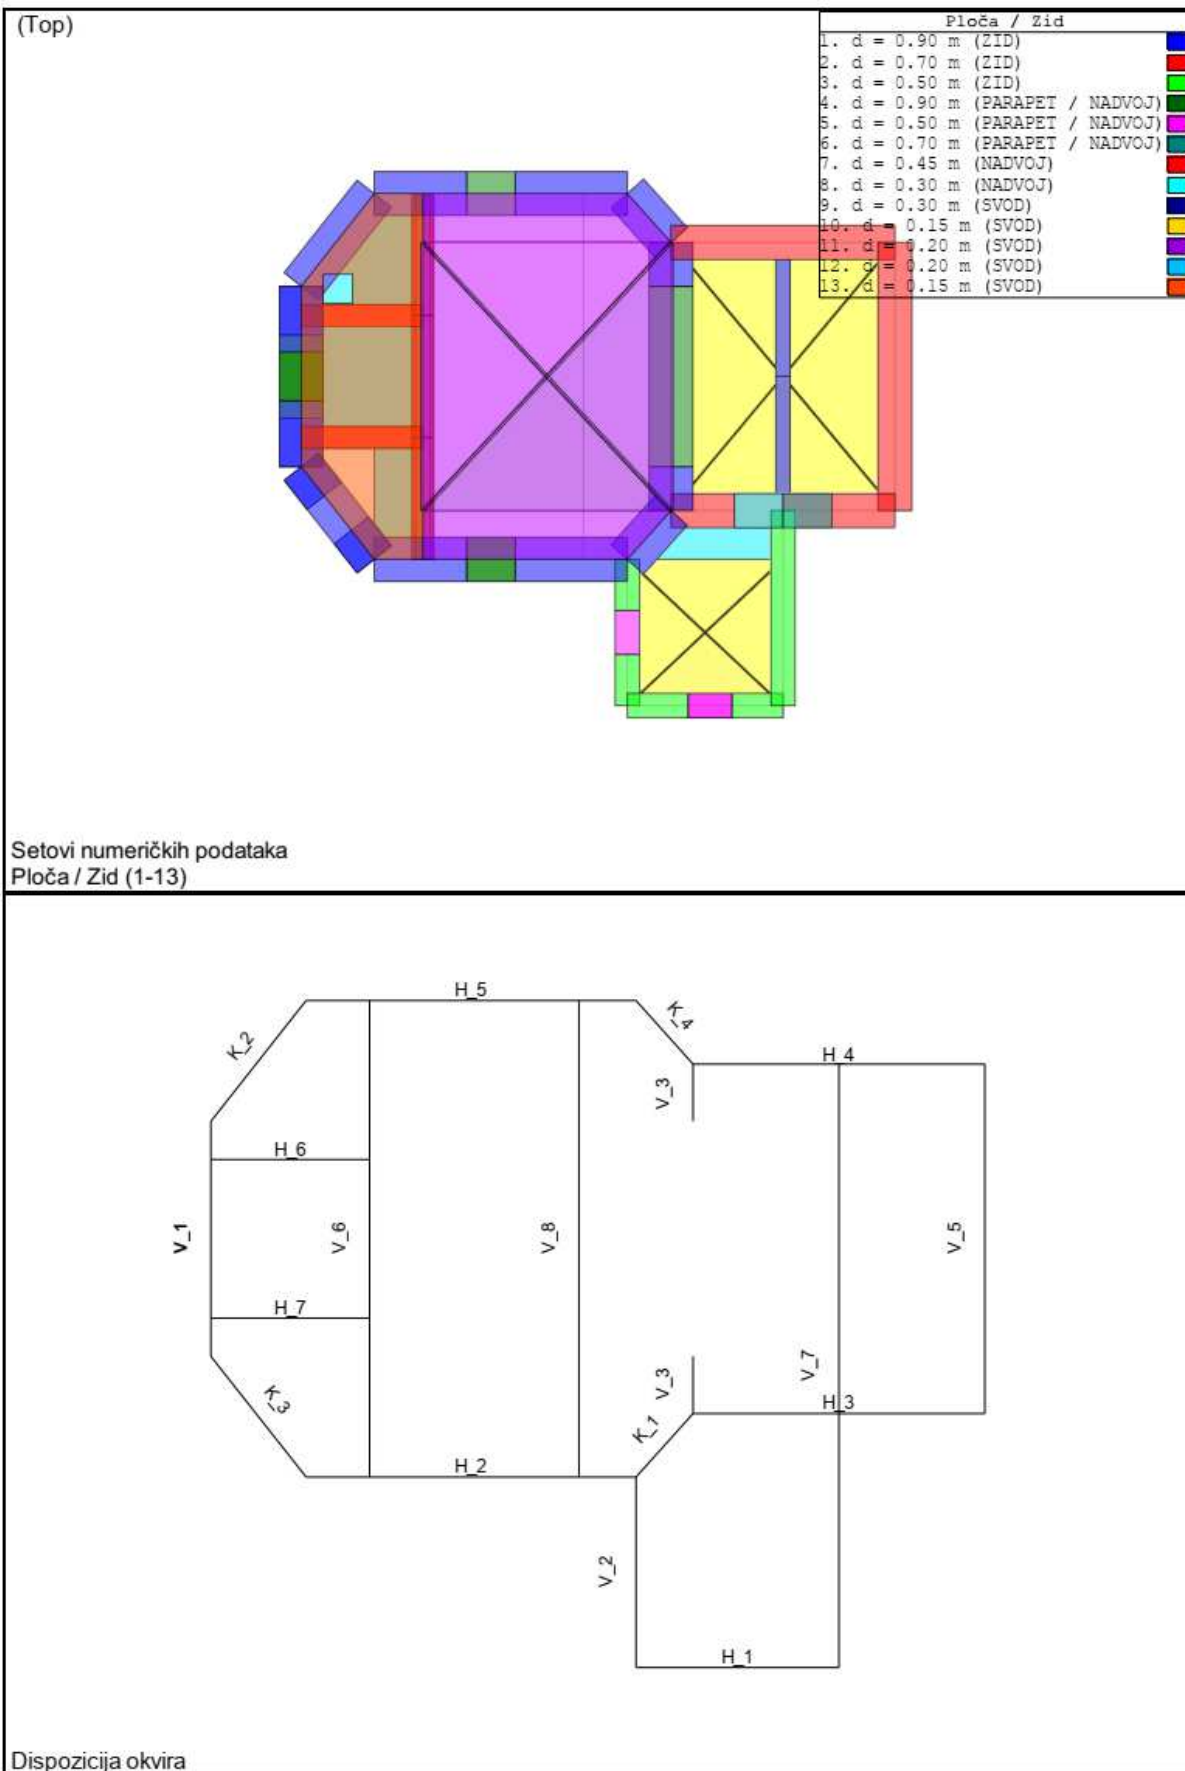 (Top)
Ploča / Zid
1. d = 0.90 m (ZID)
2. d = 0.70 m (ZID)
3. d = 0.50 m (ZID)
4. d = 0.90 m (PARAPET / NADVOJ)
5. d = 0.50 m (PARAPET / NADVOJ)
6. d = 0.70 m (PARAPET / NADVOJ)
7. d = 0.45 m (NADVOJ)
8. d = 0.30 m (NADVOJ)
9. d = 0.30 m (SVOD)
10. d = 0.15 m (SVOD)
11. d = 0.20 m (SVOD)
12. d = 0.20 m (SVOD)
13. d = 0.15 m (SVOD)
Setovi numeričkih podataka
Ploča / Zid (1-13)
H_5
K_4
K_2
H_4
V_3
H_6
V_1
V_6
V_8
V_5
H_7
V_3
V_7
K_3
H_3
K_1
H_2
V_2
H_1
Dispozicija okvira